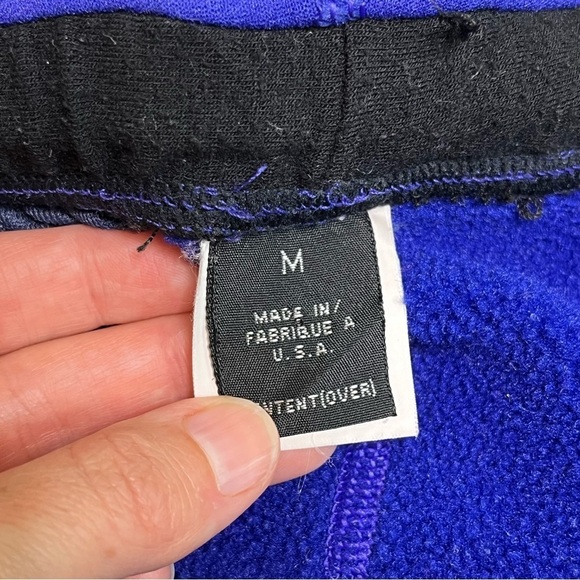 M
MADE IN/
FABRIQUE A
U.S.A.
NTENT(OVER)